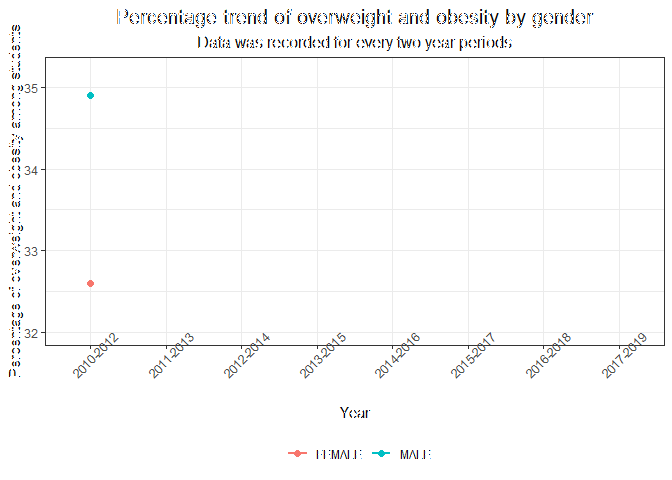 Percentage trend of overweight and obesity by gender
Data was recorded for every two year periods
Percentage of overweight and obesity among students
35
34
33
32
2010-2012
2011-2013
2012-2014
2013-2015
2014-2016
2015-2017
2016-2018
2017-2019
Year
FEMALE
MALE